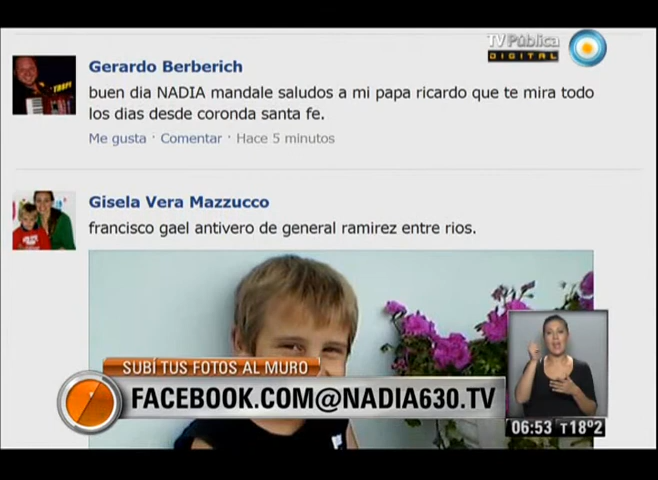 TV Pública
DIGITAL
Gerardo Berberich
buen dia NADIA mandale saludos a mi papa ricardo que te mira todo
los dias desde coronda santa fe.
Me gusta · Comentar · Hace 5 minutos
Gisela Vera Mazzucco
francisco gael antivero de general ramirez entre rios.
SUBÍ TUS FOTOS AL MURO
FACEBOOK.COM@NADIA630.TV
06:53 T18º2